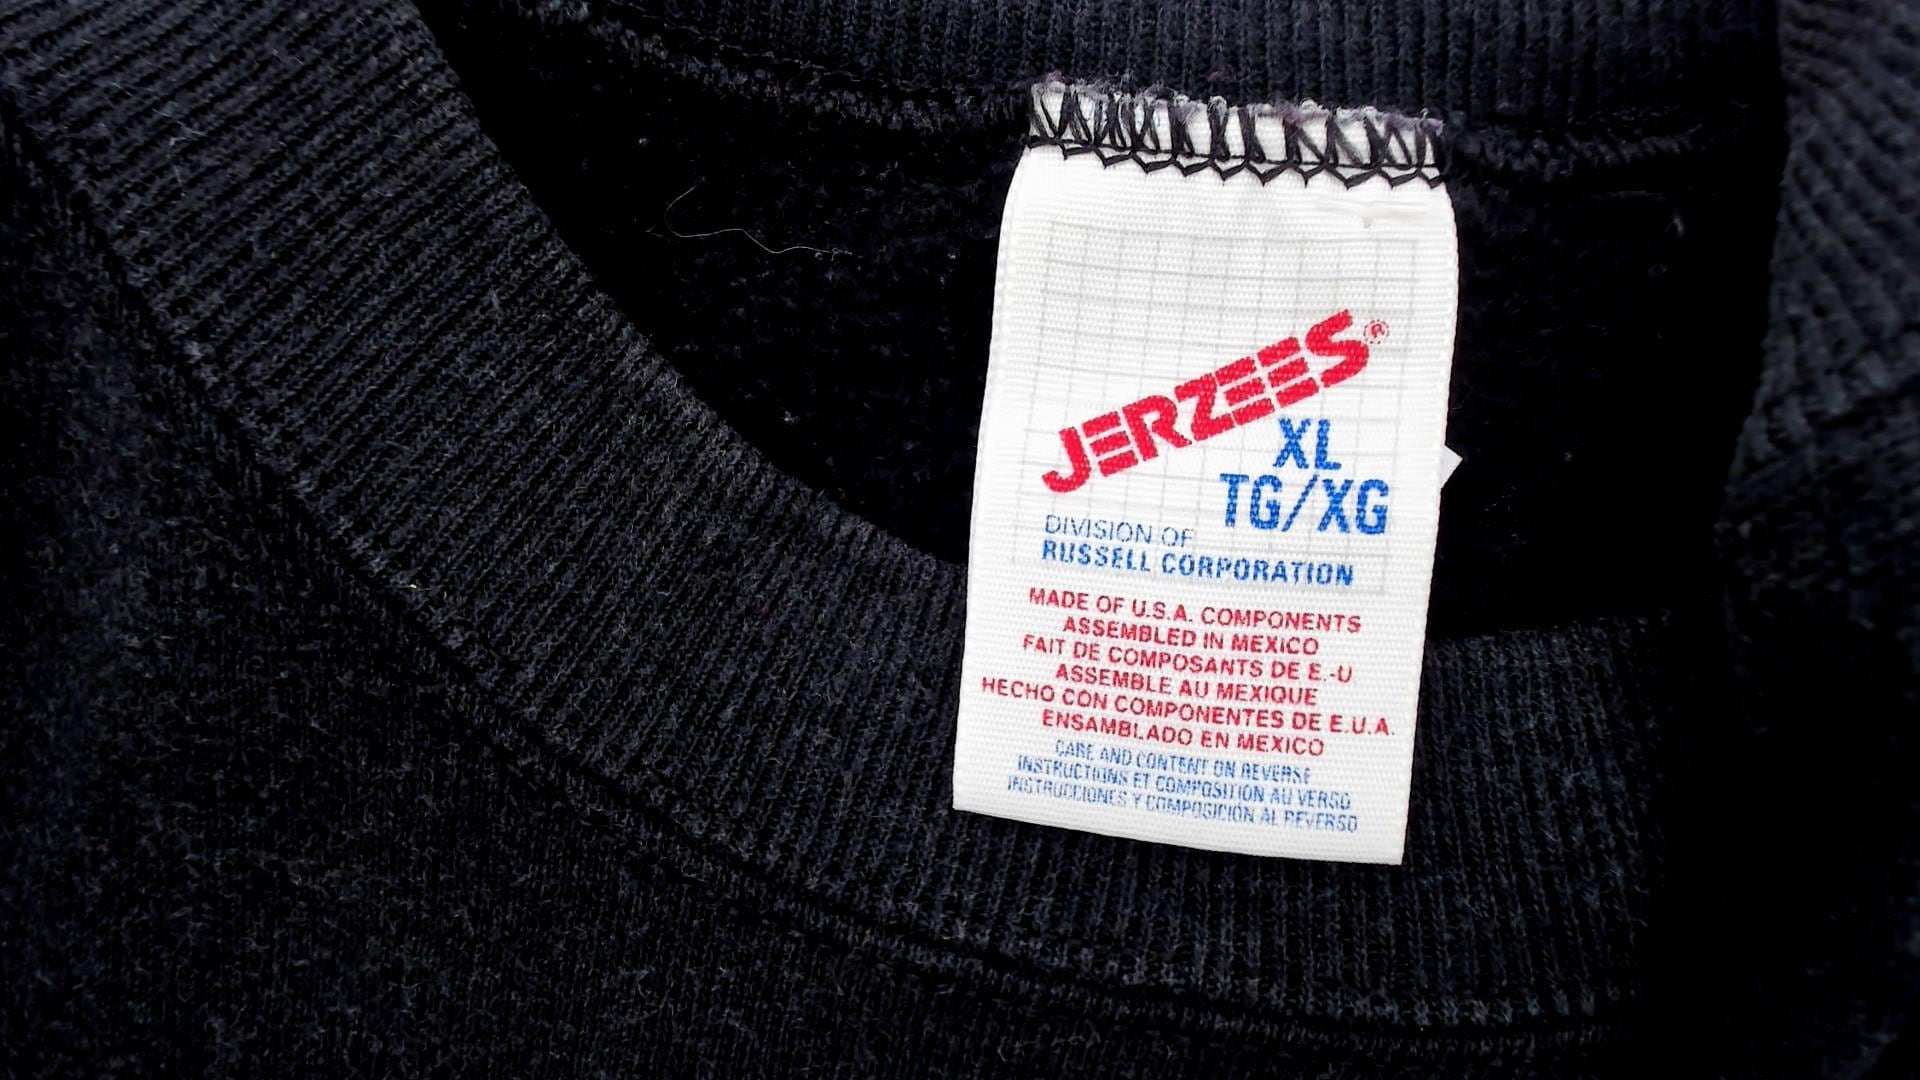 JERZEES®
XL
TG/XG
DIVISION OF
RUSSELL CORPORATION
MADE OF U.S.A. COMPONENTS
ASSEMBLED IN MEXICO
FAIT DE COMPOSANTS DE E.-U
ASSEMBLE AU MEXIQUE
HECHO CON COMPONENTES DE E.U.A.
ENSAMBLADO EN MEXICO
CARE AND CONTENT ON REVERSE
INSTRUCTIONS ET COMPOSITION AU VERSO
INSTRUCCIONES Y COMPOSICIÓN AL REVERSO